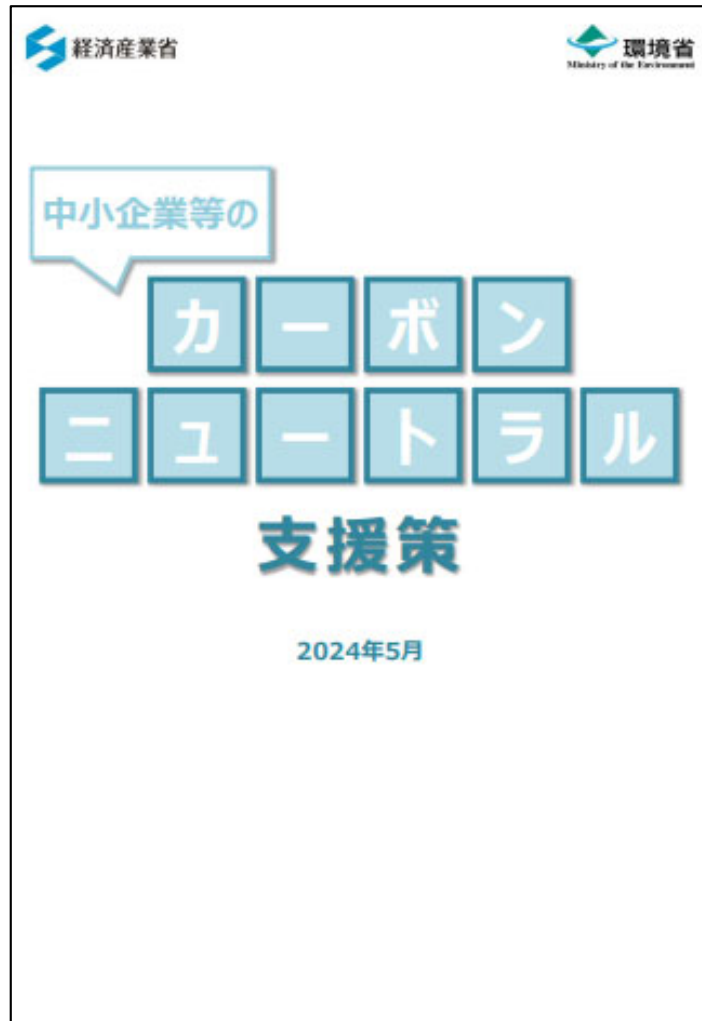 経済産業省
環境省
Ministry of the Environment
中小企業等の
カーボン
ニュートラル
支援策
2024年5月